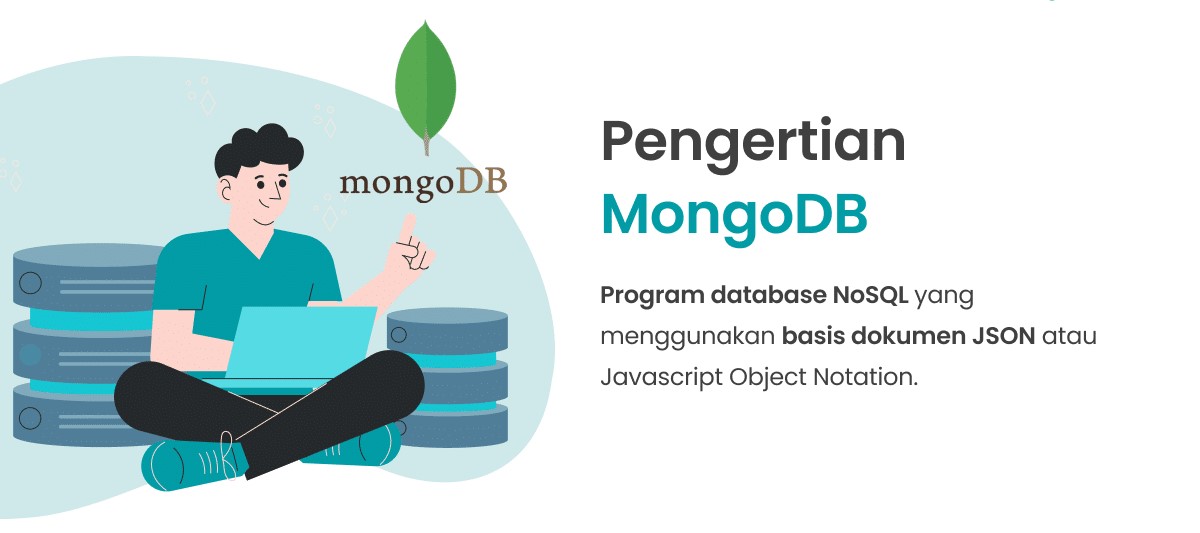 mongoDB
Pengertian
MongoDB
Program database NoSQL yang
menggunakan basis dokumen JSON atau
Javascript Object Notation.